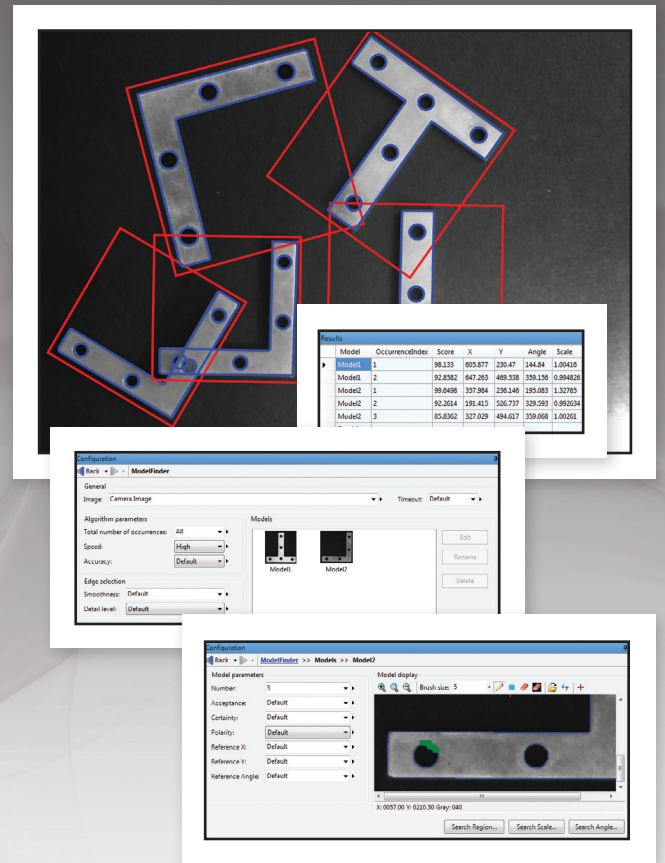 Results
Model OccurrenceIndex Score X Y Angle Scale
Model1 1 98.133 605.877 230.47 144.84 1.00416
Model1 2 92.8582 647.263 469.538 359.156 0.994826
Model2 1 99.6498 357.984 236.146 195.083 1.32765
Model2 2 92.2614 191.415 526.737 329.593 0.992634
Model2 3 85.8362 327.029 494.617 359.068 1.00261
Configuration
Back ModelFinder
General
Image: Camera.Image Timeout: Default
Algorithm parameters Models
Total number of occurrences: All
Speed: High
Accuracy: Default
Edge selection
Smoothness: Default
Detail level: Default
Model1 Model2
Edit
Rename
Delete
Configuration
Back ModelFinder >> Models >> Model2
Model parameters Model display
Number: 3 Brush size: 5
Acceptance: Default
Certainty: Default
Polarity: Default
Reference X: Default
Reference Y: Default
Reference Angle: Default
X: 0057.00 Y: 0210.50 Gray: 040
Search Region... Search Scale... Search Angle...